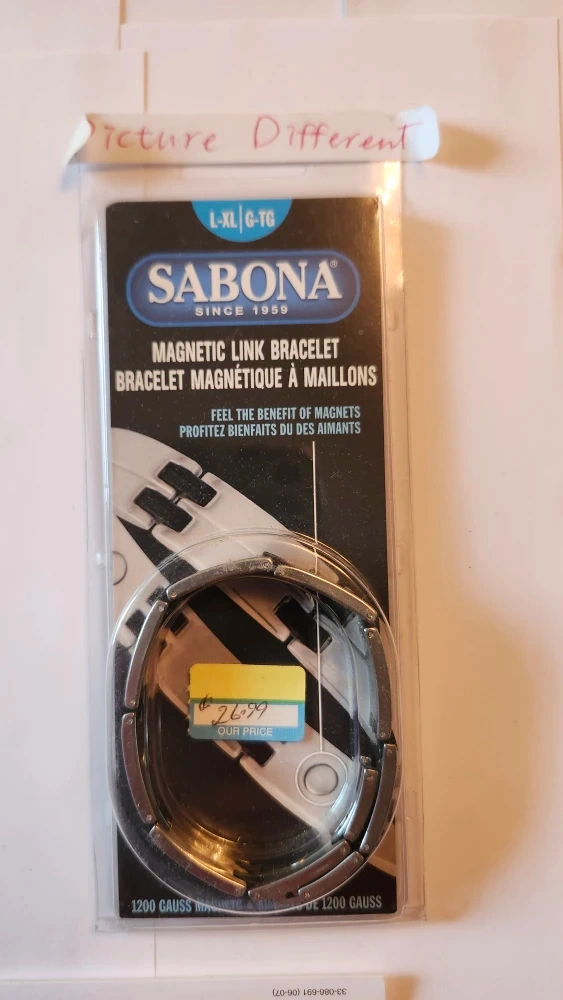 Picture Different
L-XL | G-TG
SABONA®
SINCE 1959
MAGNETIC LINK BRACELET
BRACELET MAGNÉTIQUE À MAILLONS
FEEL THE BENEFIT OF MAGNETS
PROFITEZ BIENFAITS DU DES AIMANTS
26.99
OUR PRICE
1200 GAUSS MAGNETS DE 1200 GAUSS
33-086-691 (06-07)